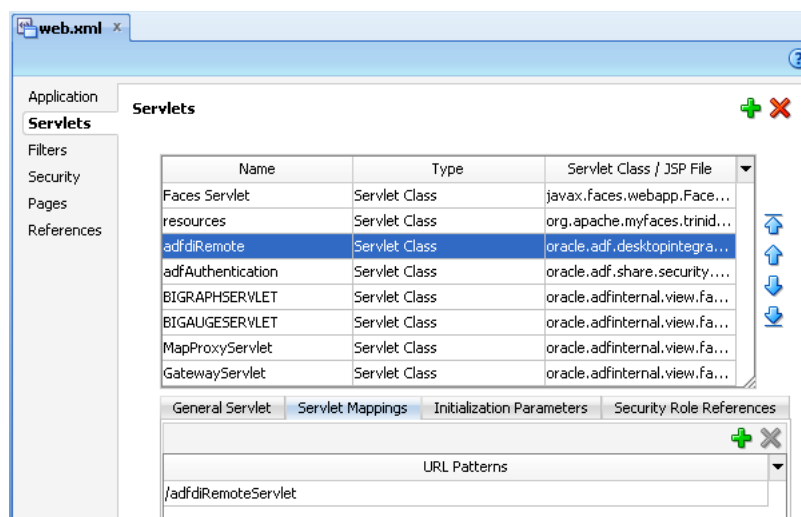 web.xml x
Application
Servlets
Filters
Security
Pages
References
Servlets
Name Type Servlet Class / JSP File
Faces Servlet Servlet Class javax.faces.webapp.Face...
resources Servlet Class org.apache.myfaces.trinid...
adfdiRemote Servlet Class oracle.adf.desktopintegra...
adfAuthentication Servlet Class oracle.adf.share.security....
BIGRAPHSERVLET Servlet Class oracle.adfinternal.view.fa...
BIGAUGESERVLET Servlet Class oracle.adfinternal.view.fa...
MapProxyServlet Servlet Class oracle.adfinternal.view.fa...
GatewayServlet Servlet Class oracle.adfinternal.view.fa...
General Servlet Servlet Mappings Initialization Parameters Security Role References
URL Patterns
/adfdiRemoteServlet